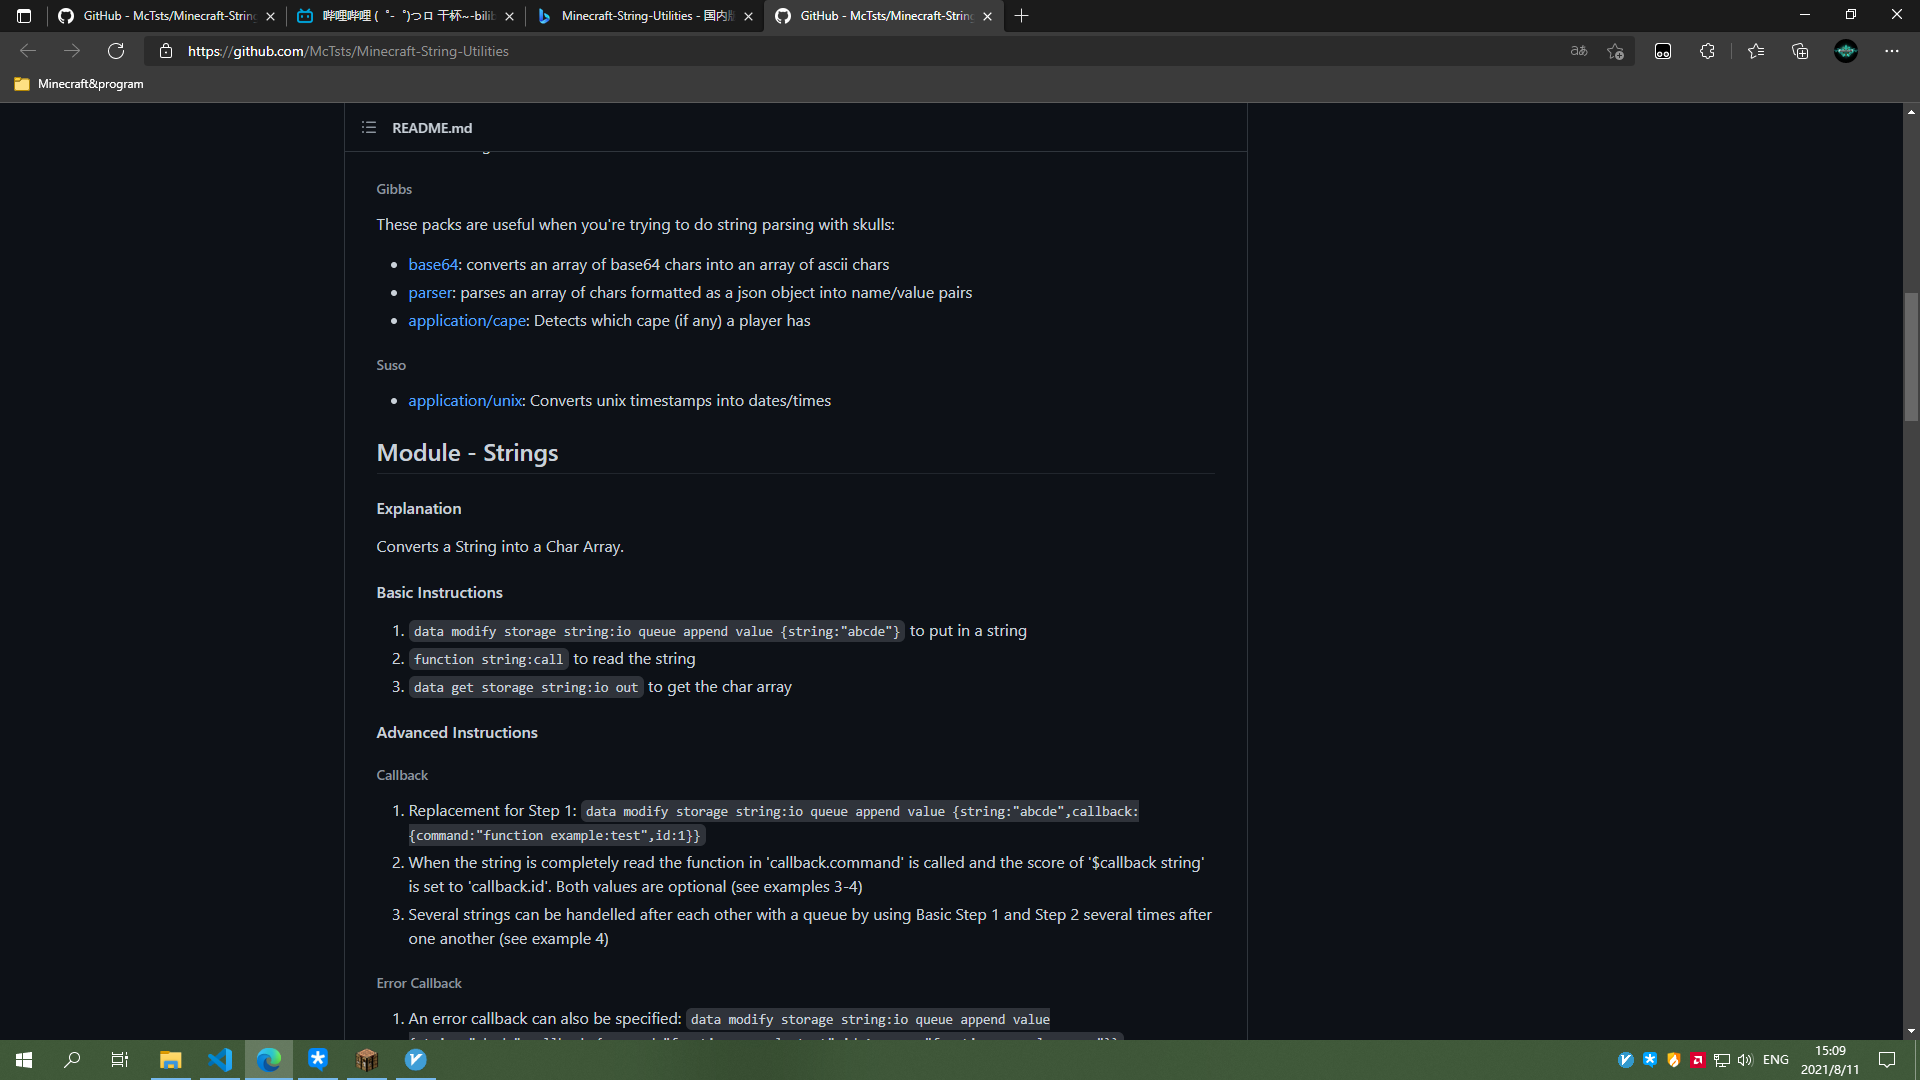 GitHub - McTsts/Minecraft-String
哔哩哔哩 (゜-゜)つロ 干杯~-bilib
Minecraft-String-Utilities - 国内版
GitHub - McTsts/Minecraft-String
https://github.com/McTsts/Minecraft-String-Utilities
Minecraft&program
README.md
Gibbs
These packs are useful when you're trying to do string parsing with skulls:
base64: converts an array of base64 chars into an array of ascii chars
parser: parses an array of chars formatted as a json object into name/value pairs
application/cape: Detects which cape (if any) a player has
Suso
application/unix: Converts unix timestamps into dates/times
Module - Strings
Explanation
Converts a String into a Char Array.
Basic Instructions
1. data modify storage string:io queue append value {string:"abcde"} to put in a string
2. function string:call to read the string
3. data get storage string:io out to get the char array
Advanced Instructions
Callback
1. Replacement for Step 1: data modify storage string:io queue append value {string:"abcde",callback:
{command:"function example:test",id:1}}
2. When the string is completely read the function in 'callback.command' is called and the score of '$callback string'
is set to 'callback.id'. Both values are optional (see examples 3-4)
3. Several strings can be handelled after each other with a queue by using Basic Step 1 and Step 2 several times after
one another (see example 4)
Error Callback
1. An error callback can also be specified: data modify storage string:io queue append value
ENG
15:09
2021/8/11